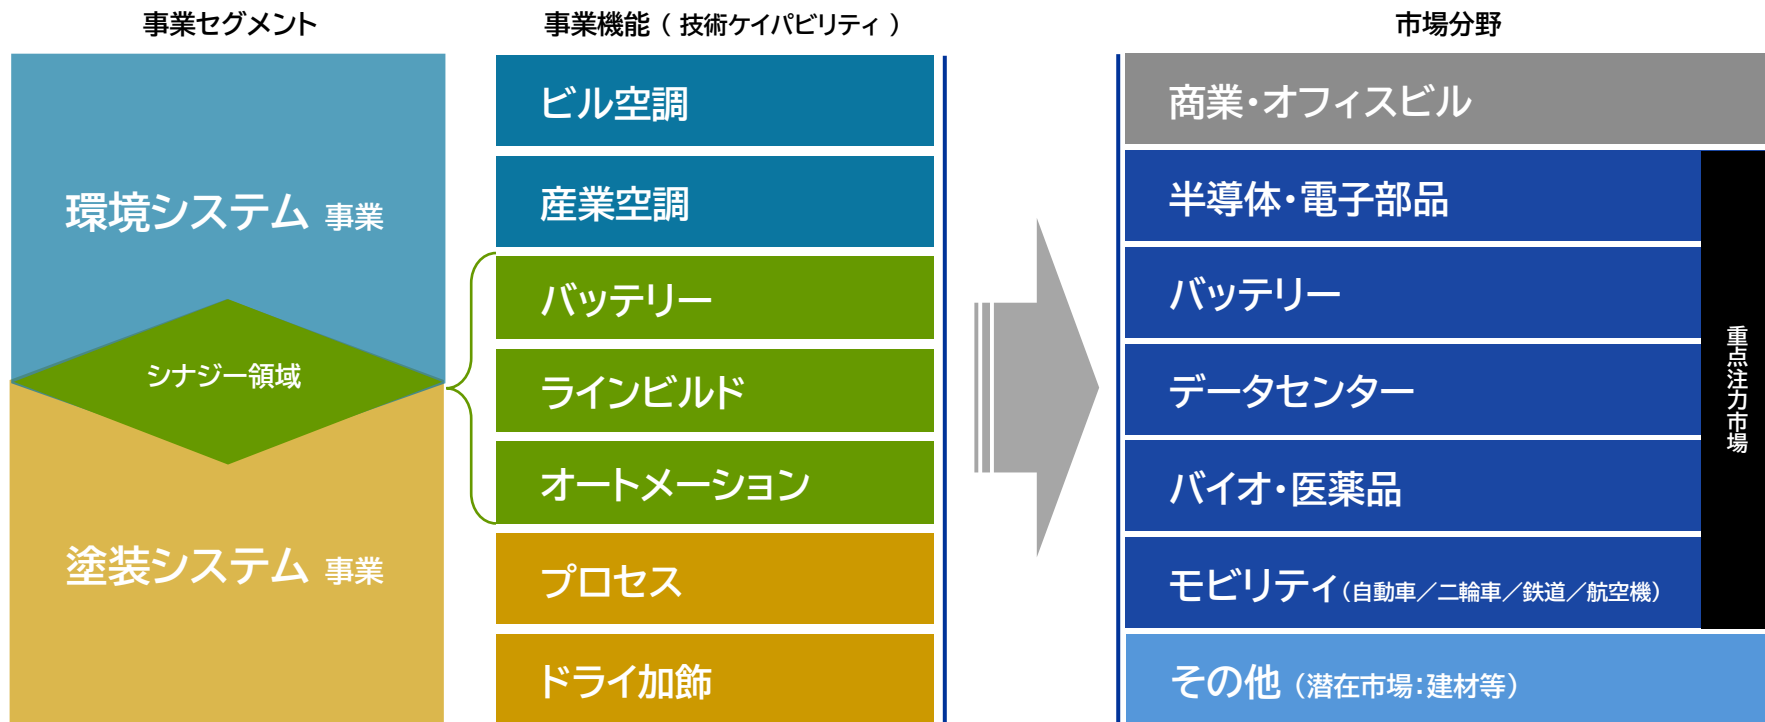 事業セグメント
事業機能（ 技術ケイパビリティ ）
市場分野
環境システム 事業
シナジー領域
塗装システム 事業
ビル空調
産業空調
バッテリー
ラインビルド
オートメーション
プロセス
ドライ加飾
商業・オフィスビル
半導体・電子部品
バッテリー
データセンター
バイオ・医薬品
モビリティ（自動車／二輪車／鉄道／航空機）
その他（潜在市場：建材等）
重点注力市場